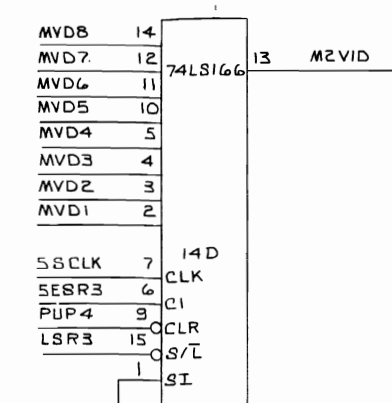 MVD8 14
MVD7 12
74LS166 13 M2VID
MVD6 11
MVD5 10
MVD4 5
MVD3 4
MVD2 3
MVD1 2
14D
5SCLK 7 CLK
SESR3 6 CI
PUP4 9 CLR
LSR3 15 S/L̅
1 SI